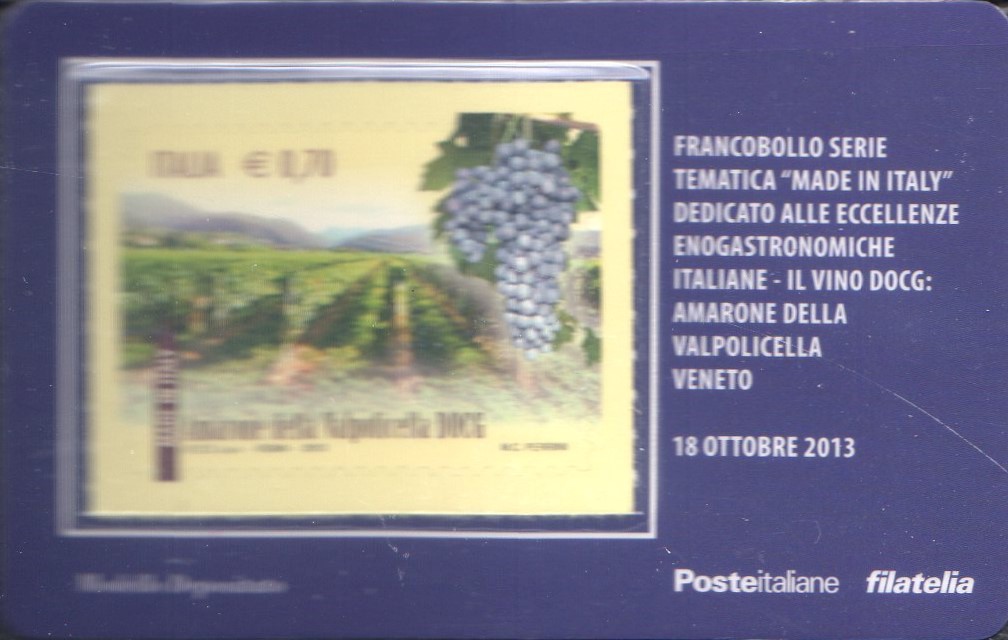 ITALIA € 0,70
Amarone della Valpolicella DOCG
FRANCOBOLLO SERIE
TEMATICA “MADE IN ITALY”
DEDICATO ALLE ECCELLENZE
ENOGASTRONOMICHE
ITALIANE - IL VINO DOCG:
AMARONE DELLA
VALPOLICELLA
VENETO
18 OTTOBRE 2013
Posteitaliane filatelia